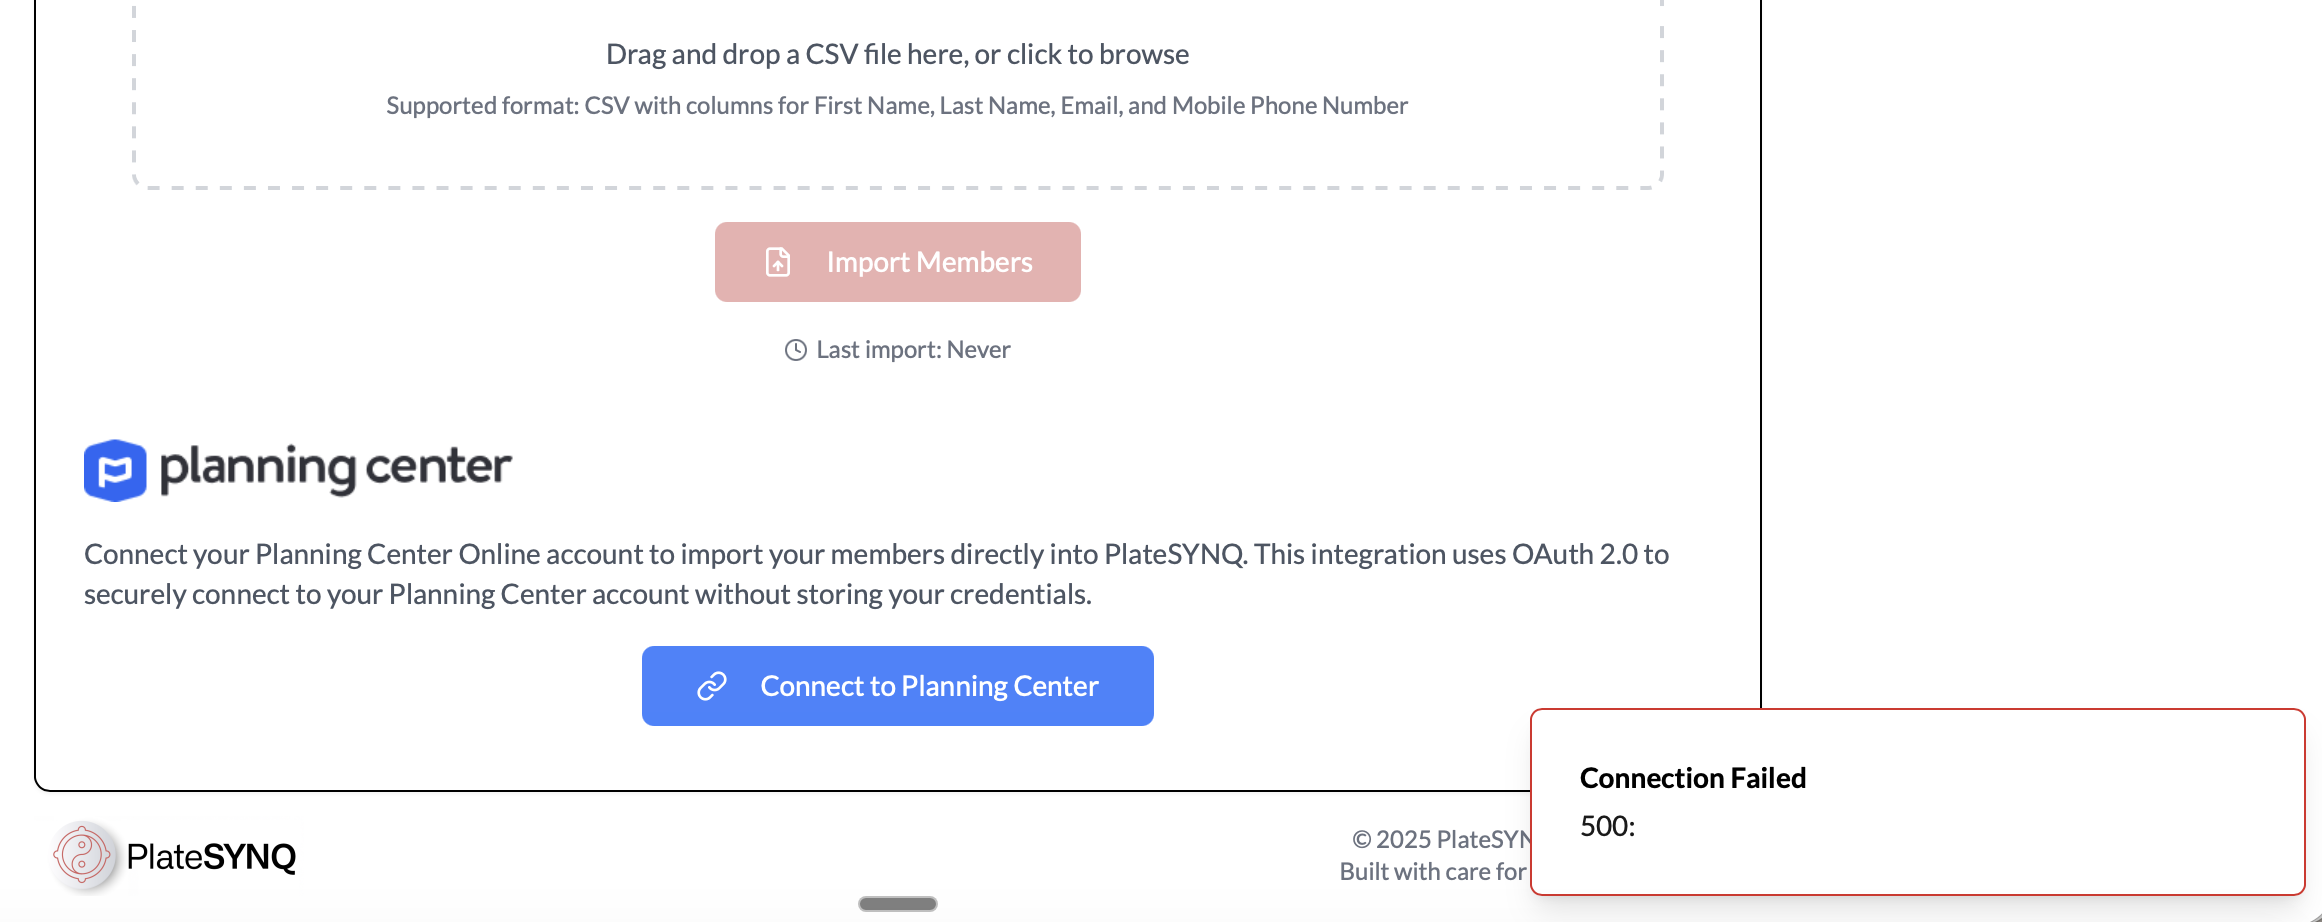 Drag and drop a CSV file here, or click to browse
Supported format: CSV with columns for First Name, Last Name, Email, and Mobile Phone Number
Import Members
Last import: Never
planning center
Connect your Planning Center Online account to import your members directly into PlateSYNQ. This integration uses OAuth 2.0 to
securely connect to your Planning Center account without storing your credentials.
Connect to Planning Center
Connection Failed
500:
PlateSYNQ
© 2025 PlateSYN
Built with care for